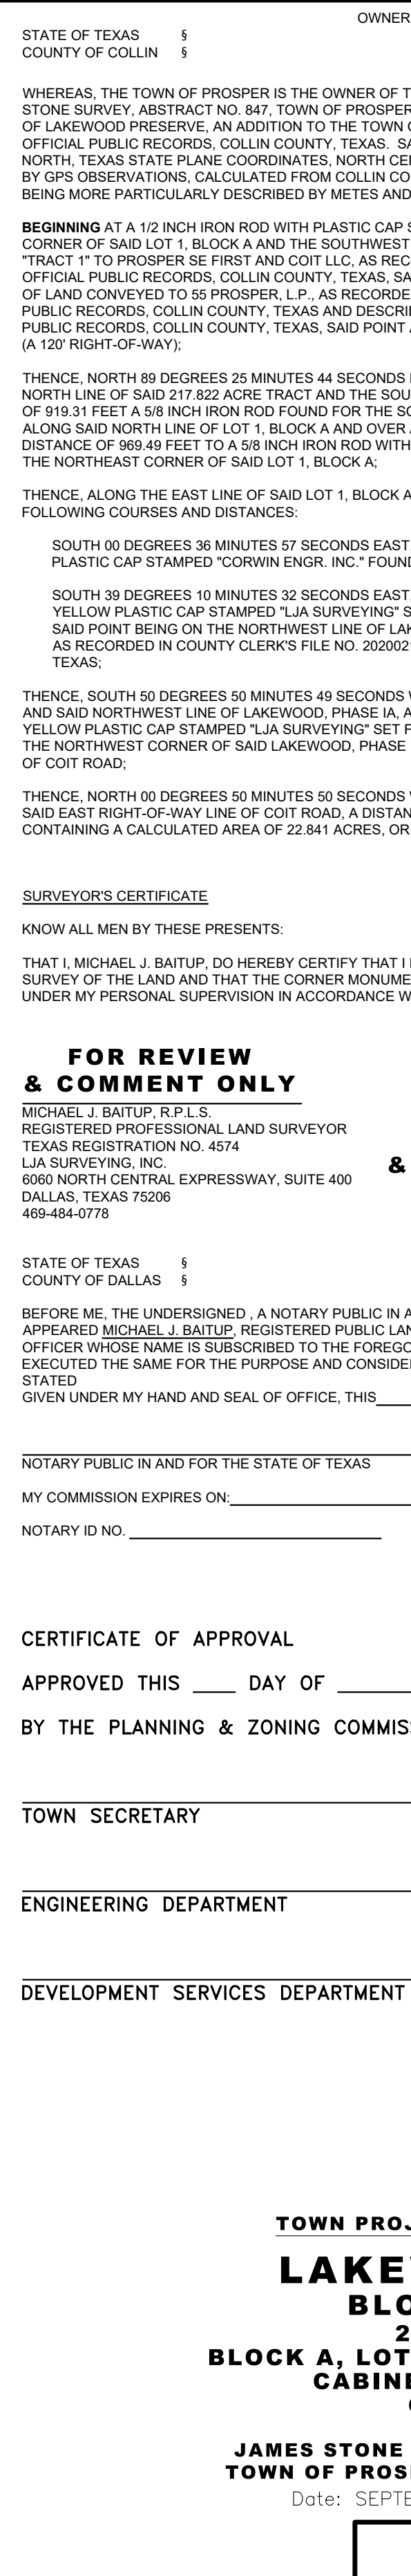 OWNER
STATE OF TEXAS §
COUNTY OF COLLIN §
WHEREAS, THE TOWN OF PROSPER IS THE OWNER OF T
STONE SURVEY, ABSTRACT NO. 847, TOWN OF PROSPER
OF LAKEWOOD PRESERVE, AN ADDITION TO THE TOWN
OFFICIAL PUBLIC RECORDS, COLLIN COUNTY, TEXAS. SA
NORTH, TEXAS STATE PLANE COORDINATES, NORTH CEN
BY GPS OBSERVATIONS, CALCULATED FROM COLLIN CO
BEING MORE PARTICULARLY DESCRIBED BY METES AND
BEGINNING AT A 1/2 INCH IRON ROD WITH PLASTIC CAP S
CORNER OF SAID LOT 1, BLOCK A AND THE SOUTHWEST
"TRACT 1" TO PROSPER SE FIRST AND COIT LLC, AS REC
OFFICIAL PUBLIC RECORDS, COLLIN COUNTY, TEXAS, SA
OF LAND CONVEYED TO 55 PROSPER, L.P., AS RECORDE
PUBLIC RECORDS, COLLIN COUNTY, TEXAS AND DESCRI
PUBLIC RECORDS, COLLIN COUNTY, TEXAS, SAID POINT
(A 120' RIGHT-OF-WAY);
THENCE, NORTH 89 DEGREES 25 MINUTES 44 SECONDS
NORTH LINE OF SAID 217.822 ACRE TRACT AND THE SOU
OF 919.31 FEET A 5/8 INCH IRON ROD FOUND FOR THE SO
ALONG SAID NORTH LINE OF LOT 1, BLOCK A AND OVER
DISTANCE OF 969.49 FEET TO A 5/8 INCH IRON ROD WITH
THE NORTHEAST CORNER OF SAID LOT 1, BLOCK A;
THENCE, ALONG THE EAST LINE OF SAID LOT 1, BLOCK A
FOLLOWING COURSES AND DISTANCES:
SOUTH 00 DEGREES 36 MINUTES 57 SECONDS EAST,
PLASTIC CAP STAMPED "CORWIN ENGR. INC." FOUND
SOUTH 39 DEGREES 10 MINUTES 32 SECONDS EAST,
YELLOW PLASTIC CAP STAMPED "LJA SURVEYING" S
SAID POINT BEING ON THE NORTHWEST LINE OF LAK
AS RECORDED IN COUNTY CLERK'S FILE NO. 202002
TEXAS;
THENCE, SOUTH 50 DEGREES 50 MINUTES 49 SECONDS W
AND SAID NORTHWEST LINE OF LAKEWOOD, PHASE IA, A
YELLOW PLASTIC CAP STAMPED "LJA SURVEYING" SET F
THE NORTHWEST CORNER OF SAID LAKEWOOD, PHASE
OF COIT ROAD;
THENCE, NORTH 00 DEGREES 50 MINUTES 50 SECONDS W
SAID EAST RIGHT-OF-WAY LINE OF COIT ROAD, A DISTAN
CONTAINING A CALCULATED AREA OF 22.841 ACRES, OR
SURVEYOR'S CERTIFICATE
KNOW ALL MEN BY THESE PRESENTS:
THAT I, MICHAEL J. BAITUP, DO HEREBY CERTIFY THAT I
SURVEY OF THE LAND AND THAT THE CORNER MONUME
UNDER MY PERSONAL SUPERVISION IN ACCORDANCE W
FOR REVIEW
& COMMENT ONLY
MICHAEL J. BAITUP, R.P.L.S.
REGISTERED PROFESSIONAL LAND SURVEYOR
TEXAS REGISTRATION NO. 4574
LJA SURVEYING, INC. &
6060 NORTH CENTRAL EXPRESSWAY, SUITE 400
DALLAS, TEXAS 75206
469-484-0778
STATE OF TEXAS §
COUNTY OF DALLAS §
BEFORE ME, THE UNDERSIGNED , A NOTARY PUBLIC IN A
APPEARED MICHAEL J. BAITUP, REGISTERED PUBLIC LAN
OFFICER WHOSE NAME IS SUBSCRIBED TO THE FOREGO
EXECUTED THE SAME FOR THE PURPOSE AND CONSIDE
STATED
GIVEN UNDER MY HAND AND SEAL OF OFFICE, THIS
NOTARY PUBLIC IN AND FOR THE STATE OF TEXAS
MY COMMISSION EXPIRES ON:
NOTARY ID NO.
CERTIFICATE OF APPROVAL
APPROVED THIS ____ DAY OF ____
BY THE PLANNING & ZONING COMMIS
TOWN SECRETARY
ENGINEERING DEPARTMENT
DEVELOPMENT SERVICES DEPARTMENT
TOWN PROJ
LAKE
BLO
2
BLOCK A, LOT
CABINE
JAMES STONE
TOWN OF PROS
Date: SEPTE